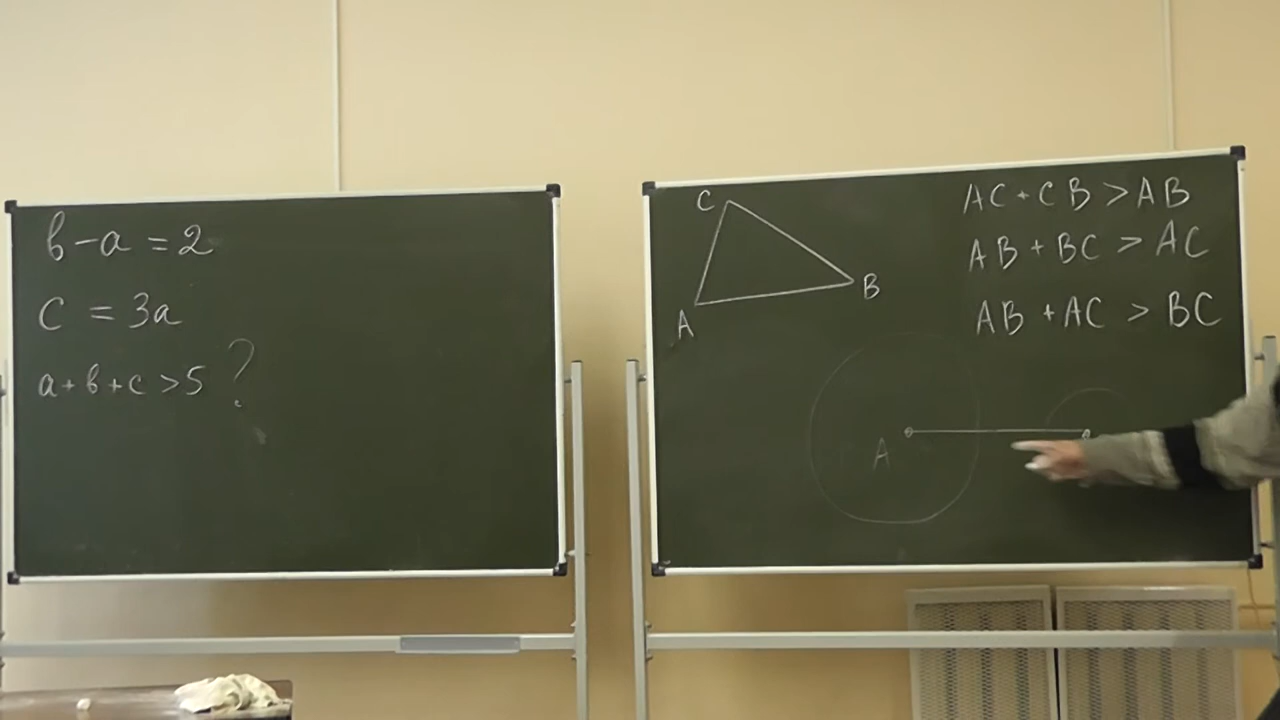 b - a = 2
c = 3a
a + b + c > 5 ?
C
B
A
AC + CB > AB
AB + BC > AC
AB + AC > BC
A